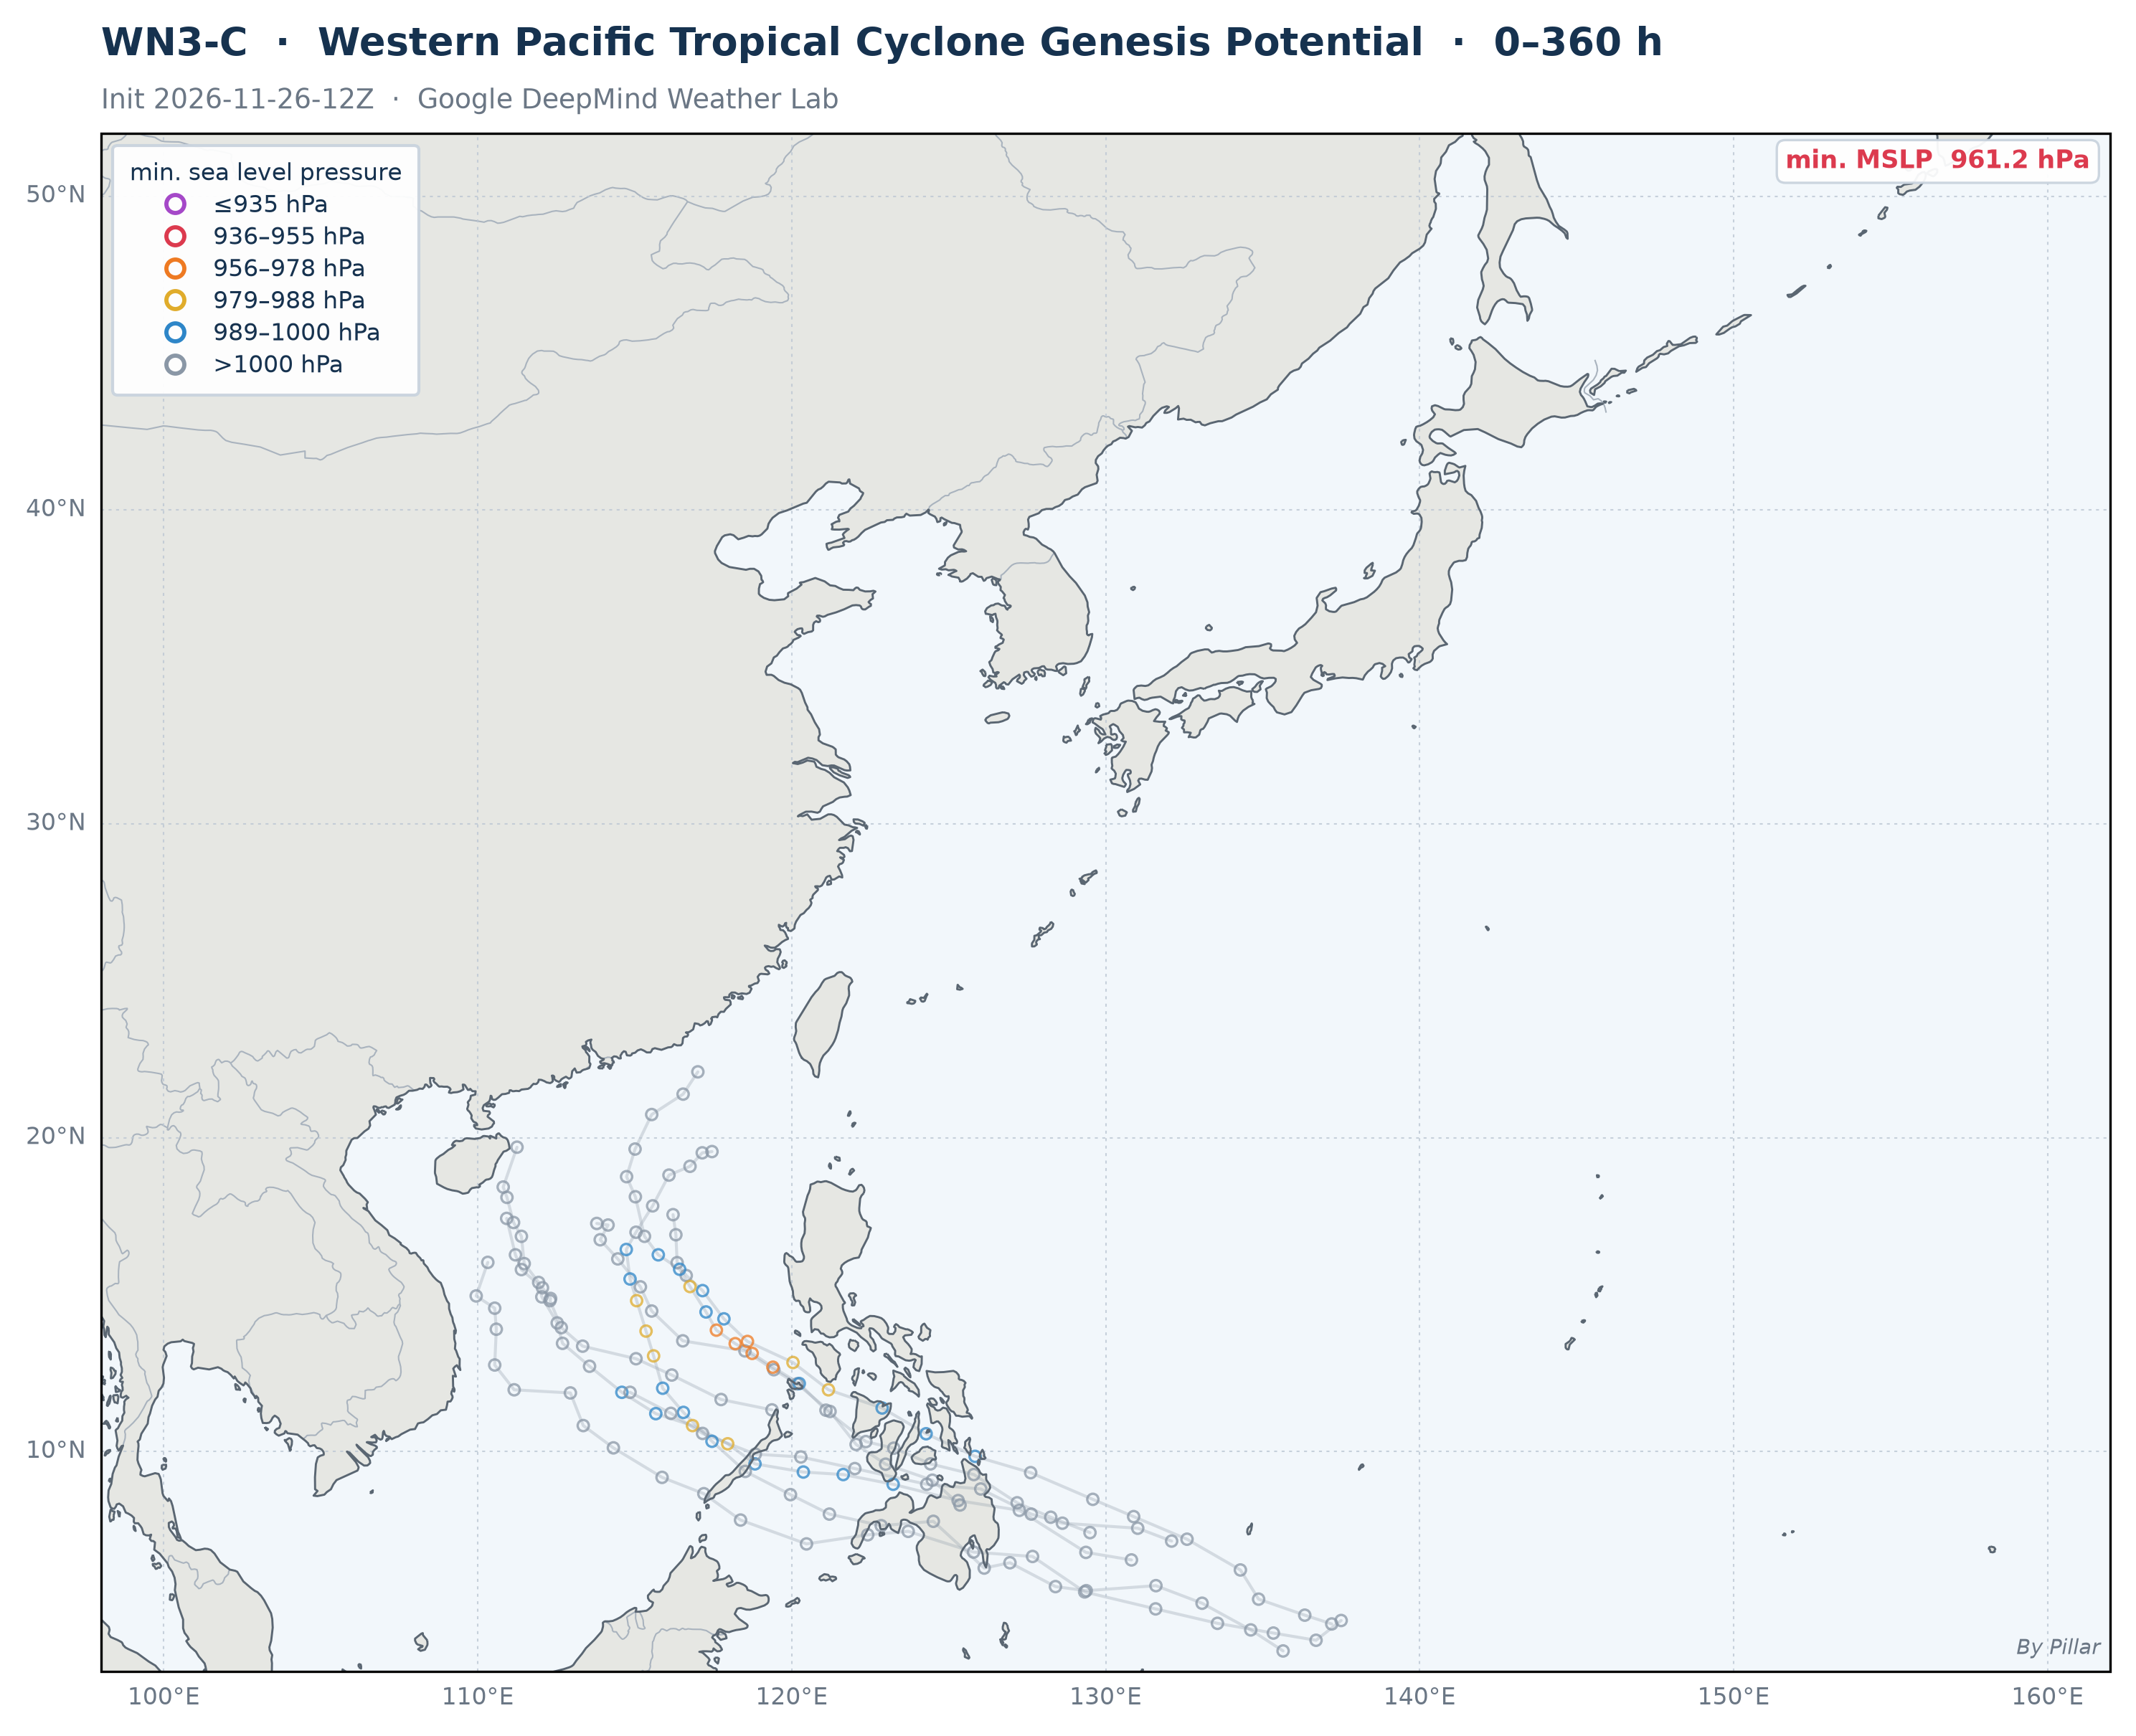 WN3-C · Western Pacific Tropical Cyclone Genesis Potential · 0–360 h
Init 2026-11-26-12Z · Google DeepMind Weather Lab
min. sea level pressure
≤935 hPa
936–955 hPa
956–978 hPa
979–988 hPa
989–1000 hPa
>1000 hPa
min. MSLP 961.2 hPa
50°N
40°N
30°N
20°N
10°N
By Pillar
100°E
110°E
120°E
130°E
140°E
150°E
160°E